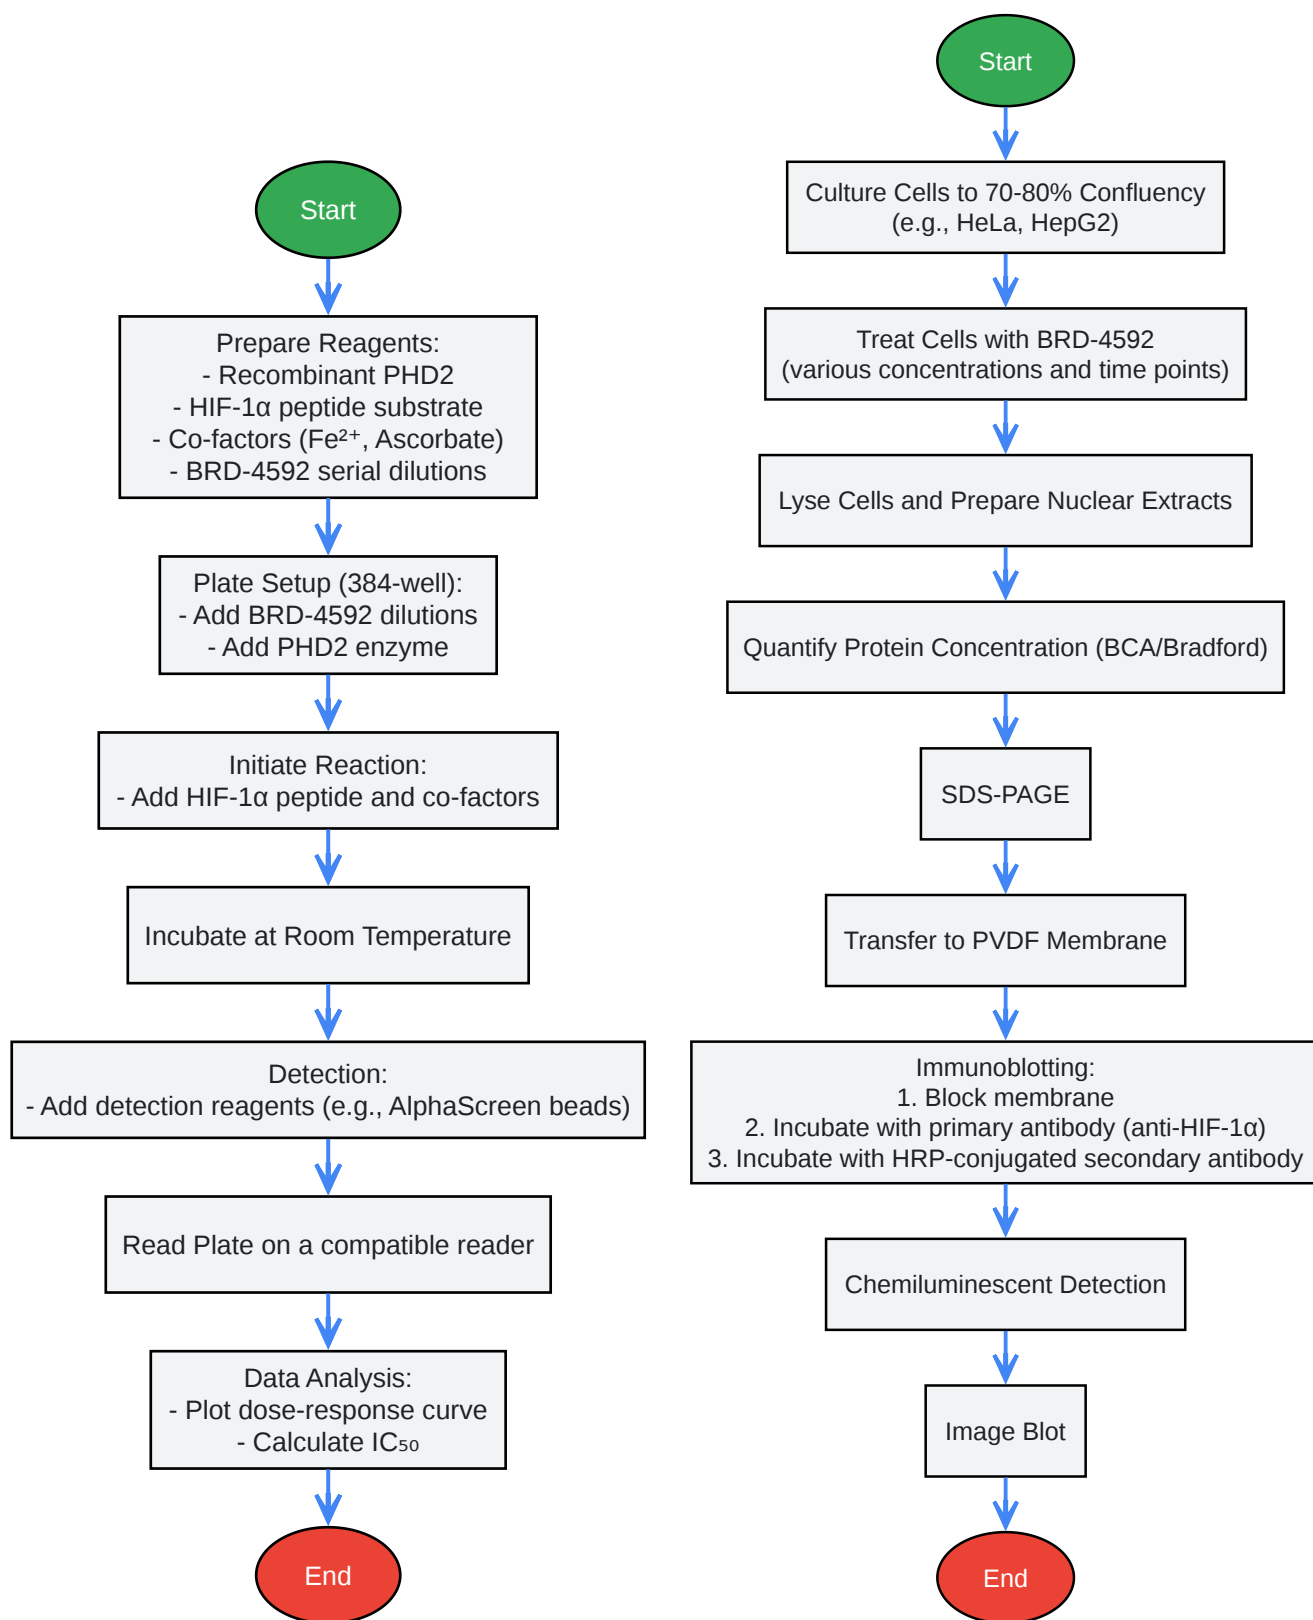 Start
Prepare Reagents:
- Recombinant PHD2
- HIF-1α peptide substrate
- Co-factors (Fe²⁺, Ascorbate)
- BRD-4592 serial dilutions
Plate Setup (384-well):
- Add BRD-4592 dilutions
- Add PHD2 enzyme
Initiate Reaction:
- Add HIF-1α peptide and co-factors
Incubate at Room Temperature
Detection:
- Add detection reagents (e.g., AlphaScreen beads)
Read Plate on a compatible reader
Data Analysis:
- Plot dose-response curve
- Calculate IC₅₀
End
Start
Culture Cells to 70-80% Confluency
(e.g., HeLa, HepG2)
Treat Cells with BRD-4592
(various concentrations and time points)
Lyse Cells and Prepare Nuclear Extracts
Quantify Protein Concentration (BCA/Bradford)
SDS-PAGE
Transfer to PVDF Membrane
Immunoblotting:
1. Block membrane
2. Incubate with primary antibody (anti-HIF-1α)
3. Incubate with HRP-conjugated secondary antibody
Chemiluminescent Detection
Image Blot
End